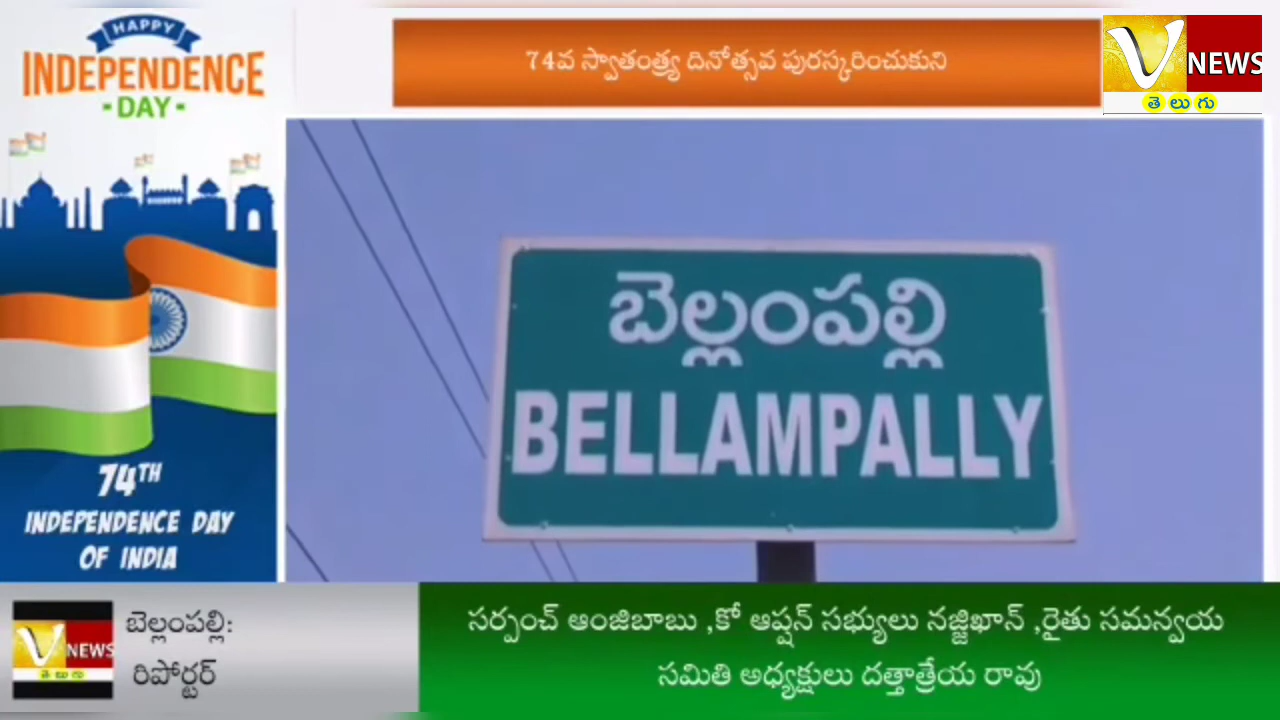 HAPPY
INDEPENDENCE
-DAY-
74TH
INDEPENDENCE DAY
OF INDIA
74వ స్వాతంత్ర్య దినోత్సవ పురస్కరించుకుని
V NEWS
తెలుగు
బెల్లంపల్లి
BELLAMPALLY
V NEWS
తెలుగు
బెల్లంపల్లి:
రిపోర్టర్
సర్పంచ్ ఆంజిబాబు ,కో ఆప్షన్ సభ్యులు నజ్జిఖాన్ ,రైతు సమన్వయ
సమితి అధ్యక్షులు దత్తాత్రేయ రావు